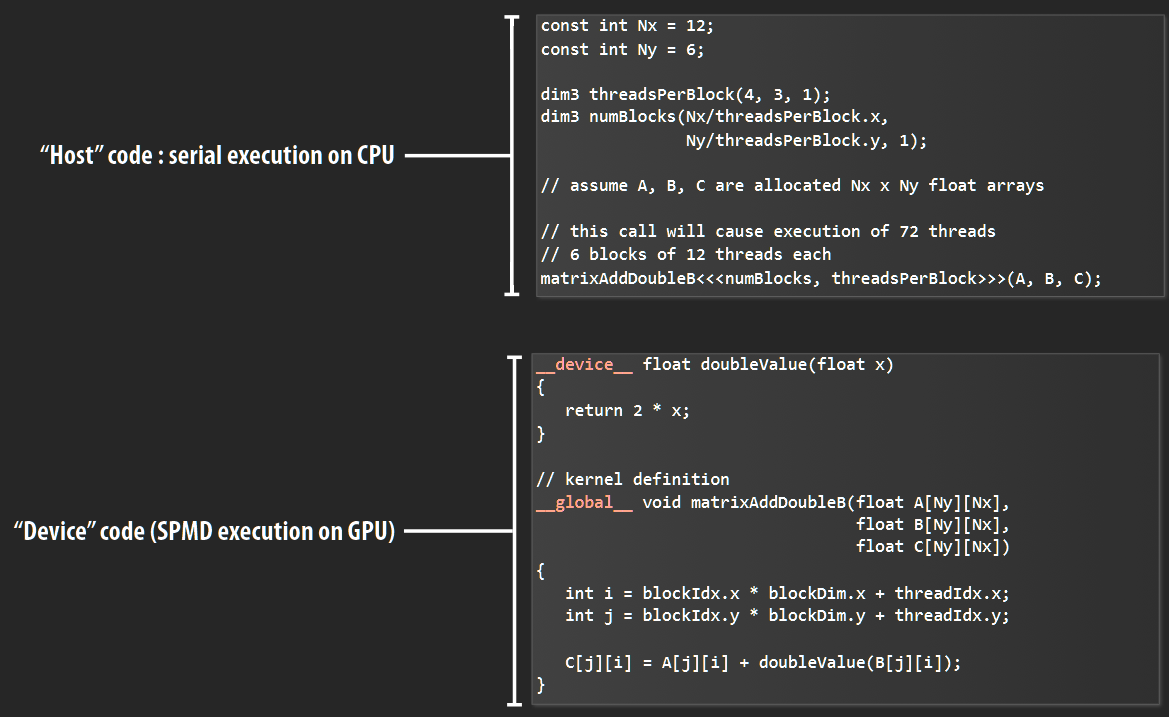 “Host” code : serial execution on CPU
const int Nx = 12;
const int Ny = 6;
dim3 threadsPerBlock(4, 3, 1);
dim3 numBlocks(Nx/threadsPerBlock.x,
Ny/threadsPerBlock.y, 1);
// assume A, B, C are allocated Nx x Ny float arrays
// this call will cause execution of 72 threads
// 6 blocks of 12 threads each
matrixAddDoubleB<<<numBlocks, threadsPerBlock>>>(A, B, C);
“Device” code (SPMD execution on GPU)
__device__ float doubleValue(float x)
{
return 2 * x;
}
// kernel definition
__global__ void matrixAddDoubleB(float A[Ny][Nx],
float B[Ny][Nx],
float C[Ny][Nx])
{
int i = blockIdx.x * blockDim.x + threadIdx.x;
int j = blockIdx.y * blockDim.y + threadIdx.y;
C[j][i] = A[j][i] + doubleValue(B[j][i]);
}